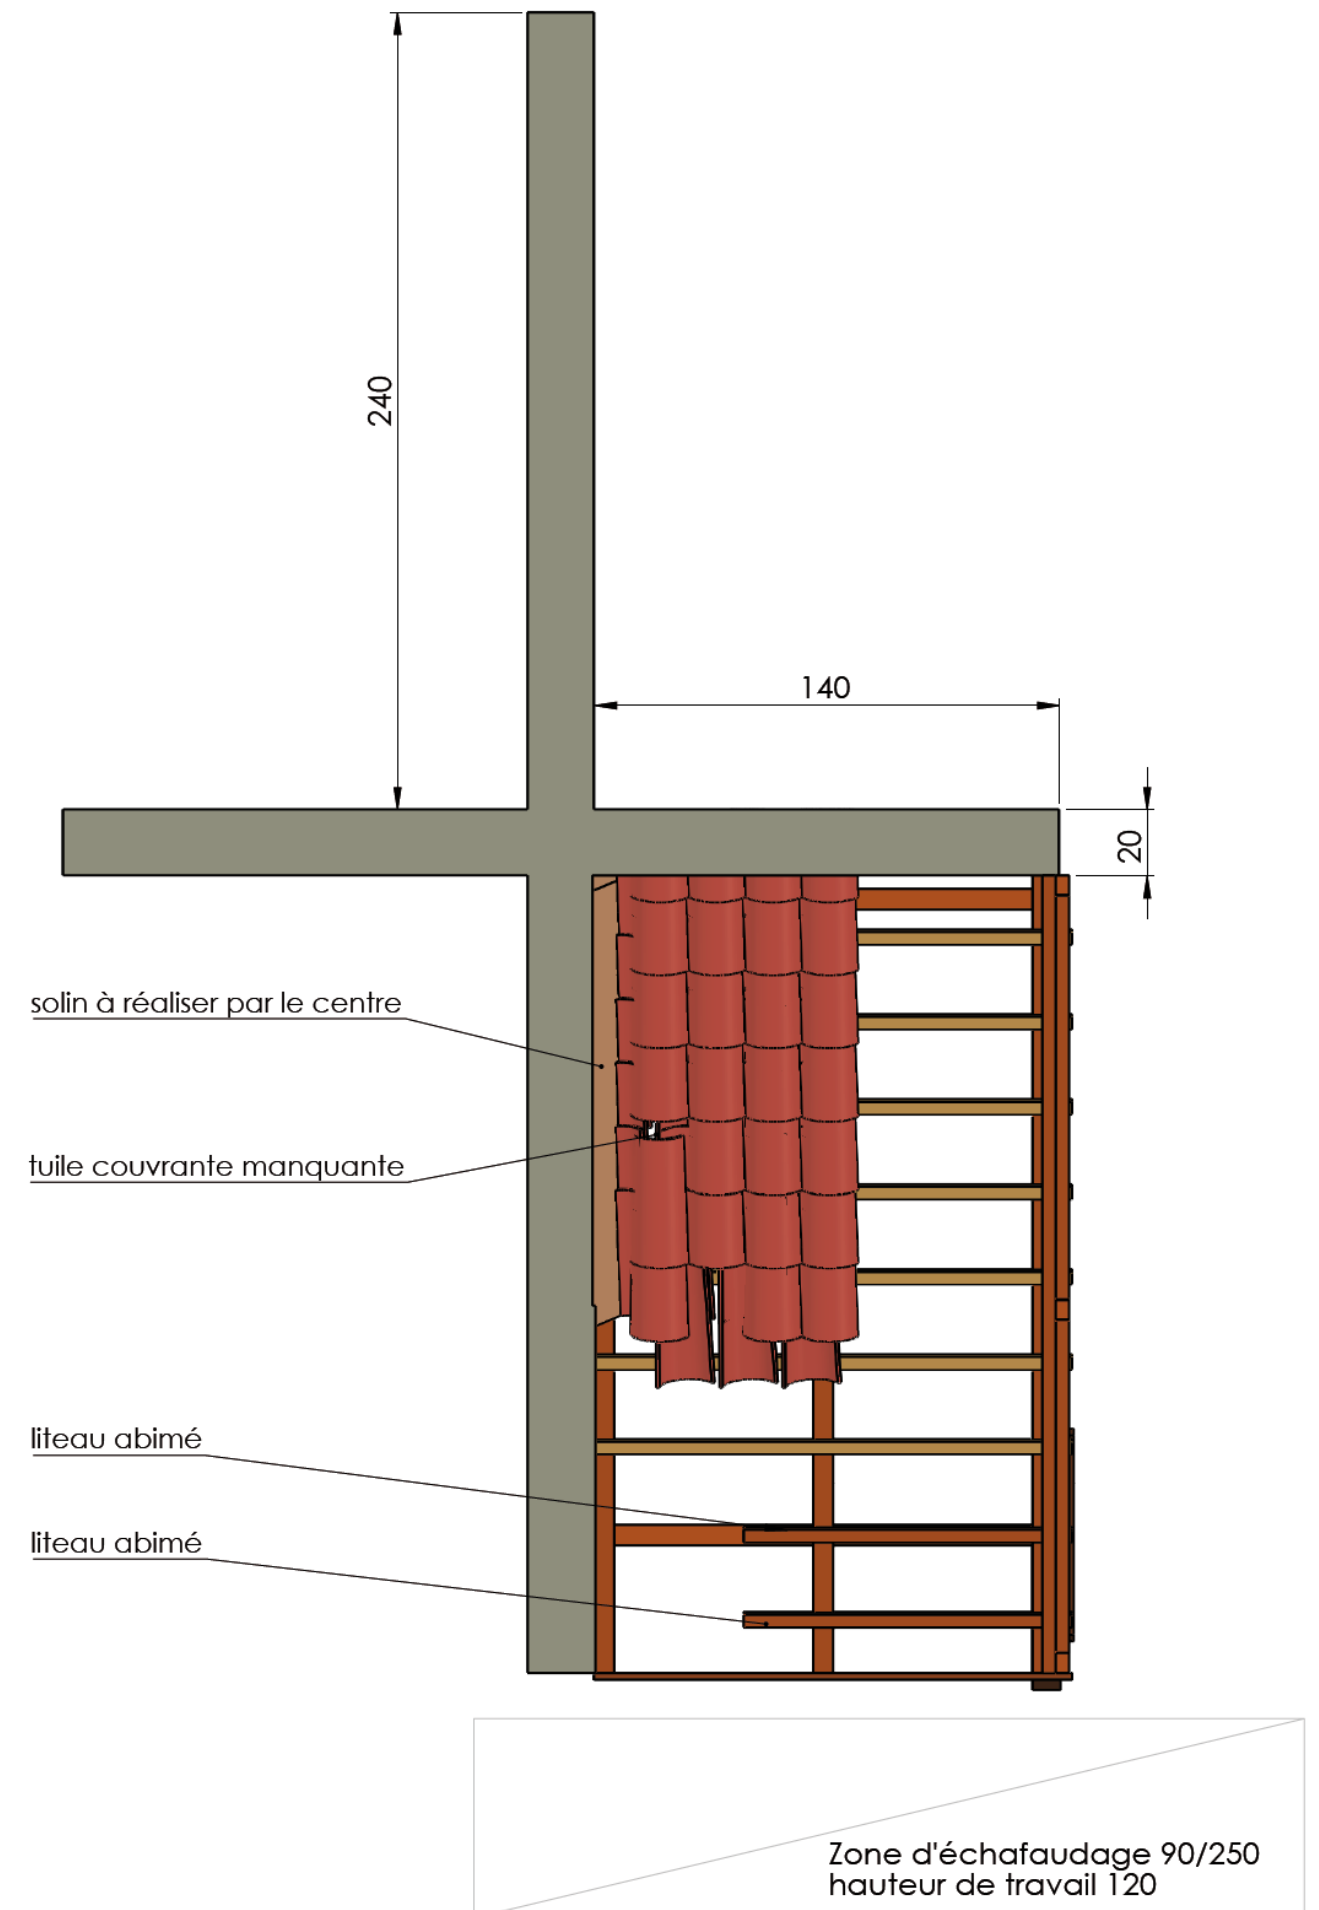 240
140
20
solin à réaliser par le centre
tuile couvrante manquante
liteau abimé
liteau abimé
Zone d'échafaudage 90/250
hauteur de travail 120